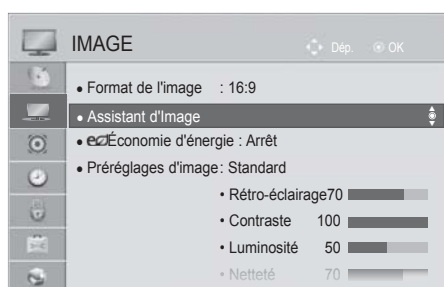 IMAGE
Dép. OK
• Format de l'image : 16:9
• Assistant d'Image
• eco Économie d'énergie : Arrêt
• Préréglages d'image: Standard
• Rétro-éclairage70
• Contraste 100
• Luminosité 50
• Netteté 70